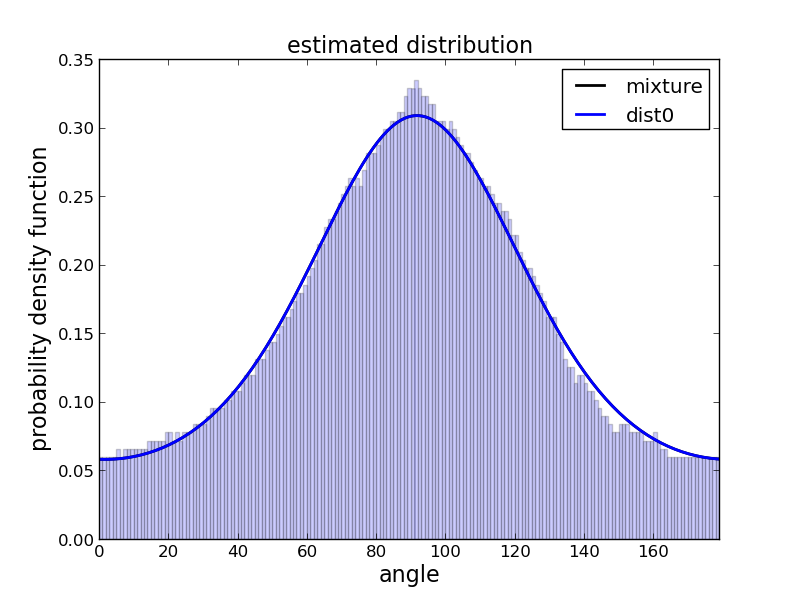 estimated distribution
mixture
dist0
probability density function
0.35
0.30
0.25
0.20
0.15
0.10
0.05
0.00
0 20 40 60 80 100 120 140 160
angle